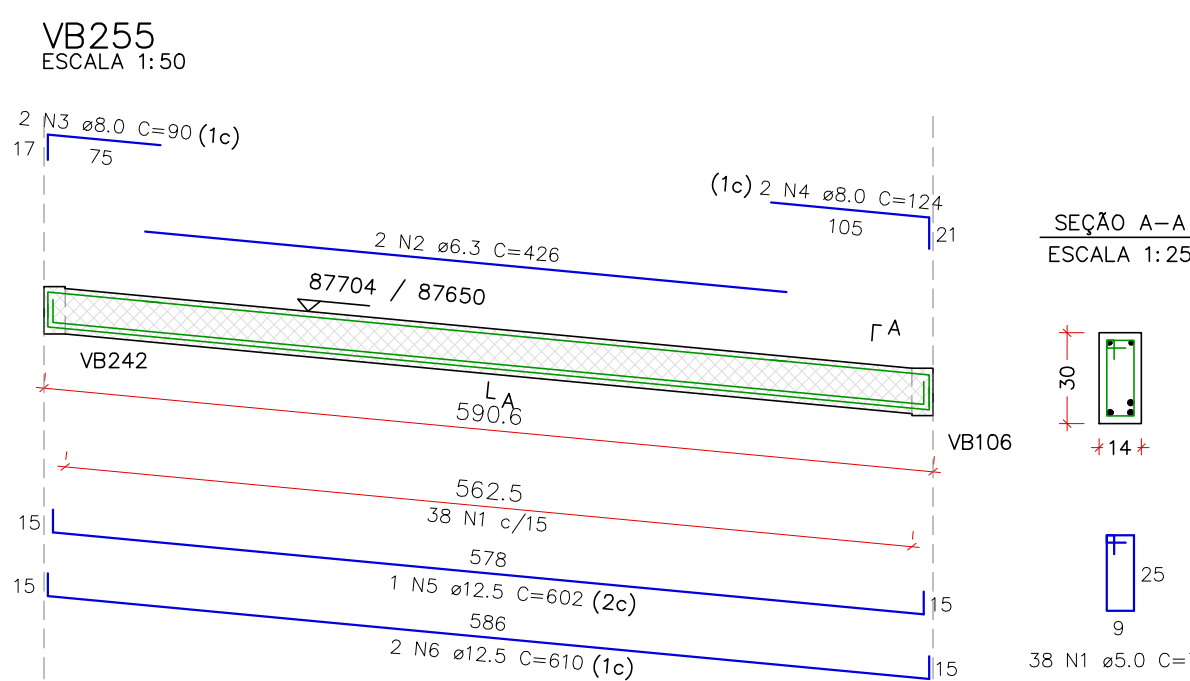 VB255
ESCALA 1:50
2 N3 ø8.0 C=90 (1c)
17
75
(1c) 2 N4 ø8.0 C=124
105
21
2 N2 ø6.3 C=426
87704 / 87650
A
VB242
A
590.6
VB106
562.5
38 N1 c/15
15
578
1 N5 ø12.5 C=602 (2c)
15
15
586
2 N6 ø12.5 C=610 (1c)
15
SEÇÃO A-A
ESCALA 1:25
30
14
25
9
38 N1 ø5.0 C=